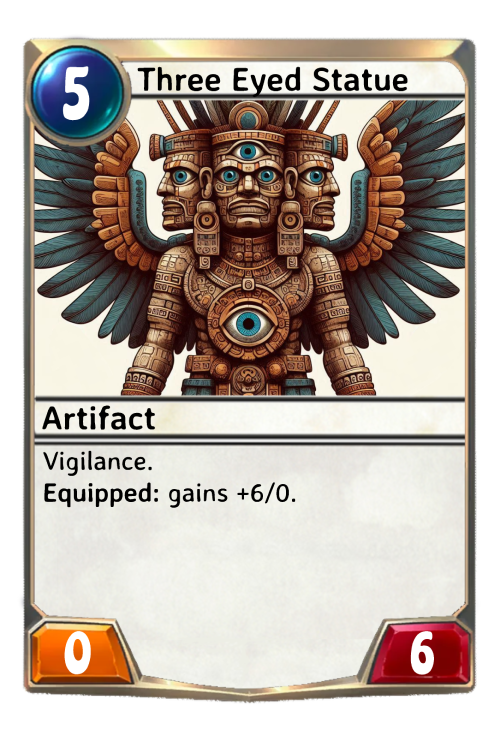 5
Three Eyed Statue
Artifact
Vigilance.
Equipped: gains +6/0.
0
6